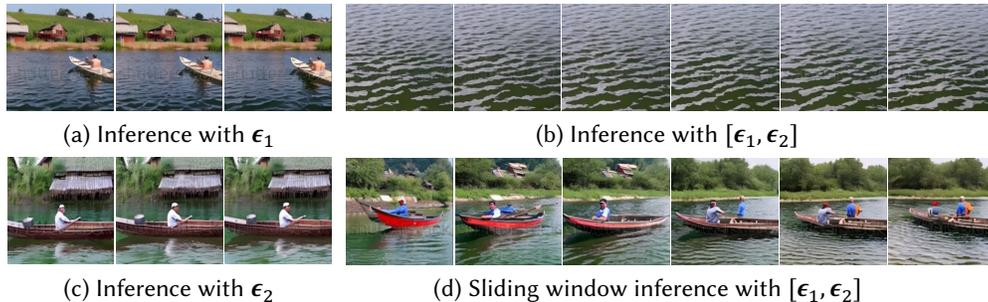 (a) Inference with ϵ₁
(b) Inference with [ϵ₁, ϵ₂]
(c) Inference with ϵ₂
(d) Sliding window inference with [ϵ₁, ϵ₂]